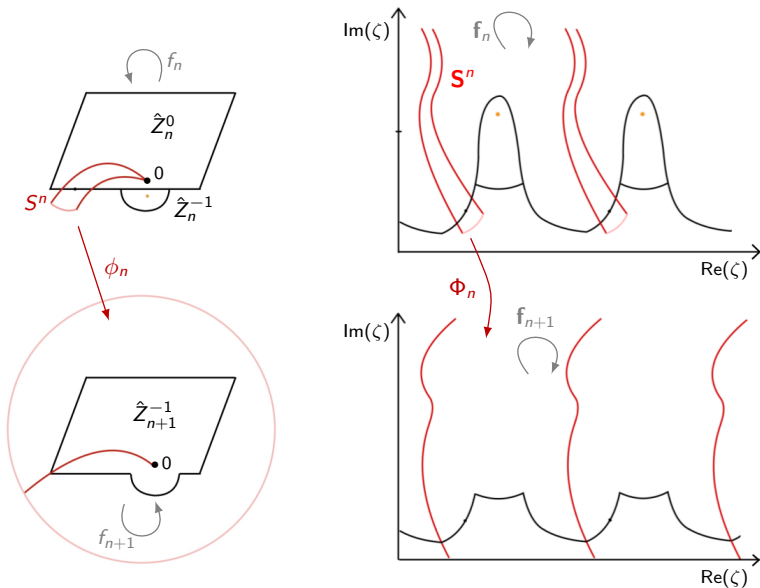 f_n
Ẑ_n^0
0
S^n
Ẑ_n^{-1}
ϕ_n
Ẑ_{n+1}^{-1}
0
f_{n+1}
Im(ζ)
f_n
S^n
Re(ζ)
Φ_n
Im(ζ)
f_{n+1}
Re(ζ)